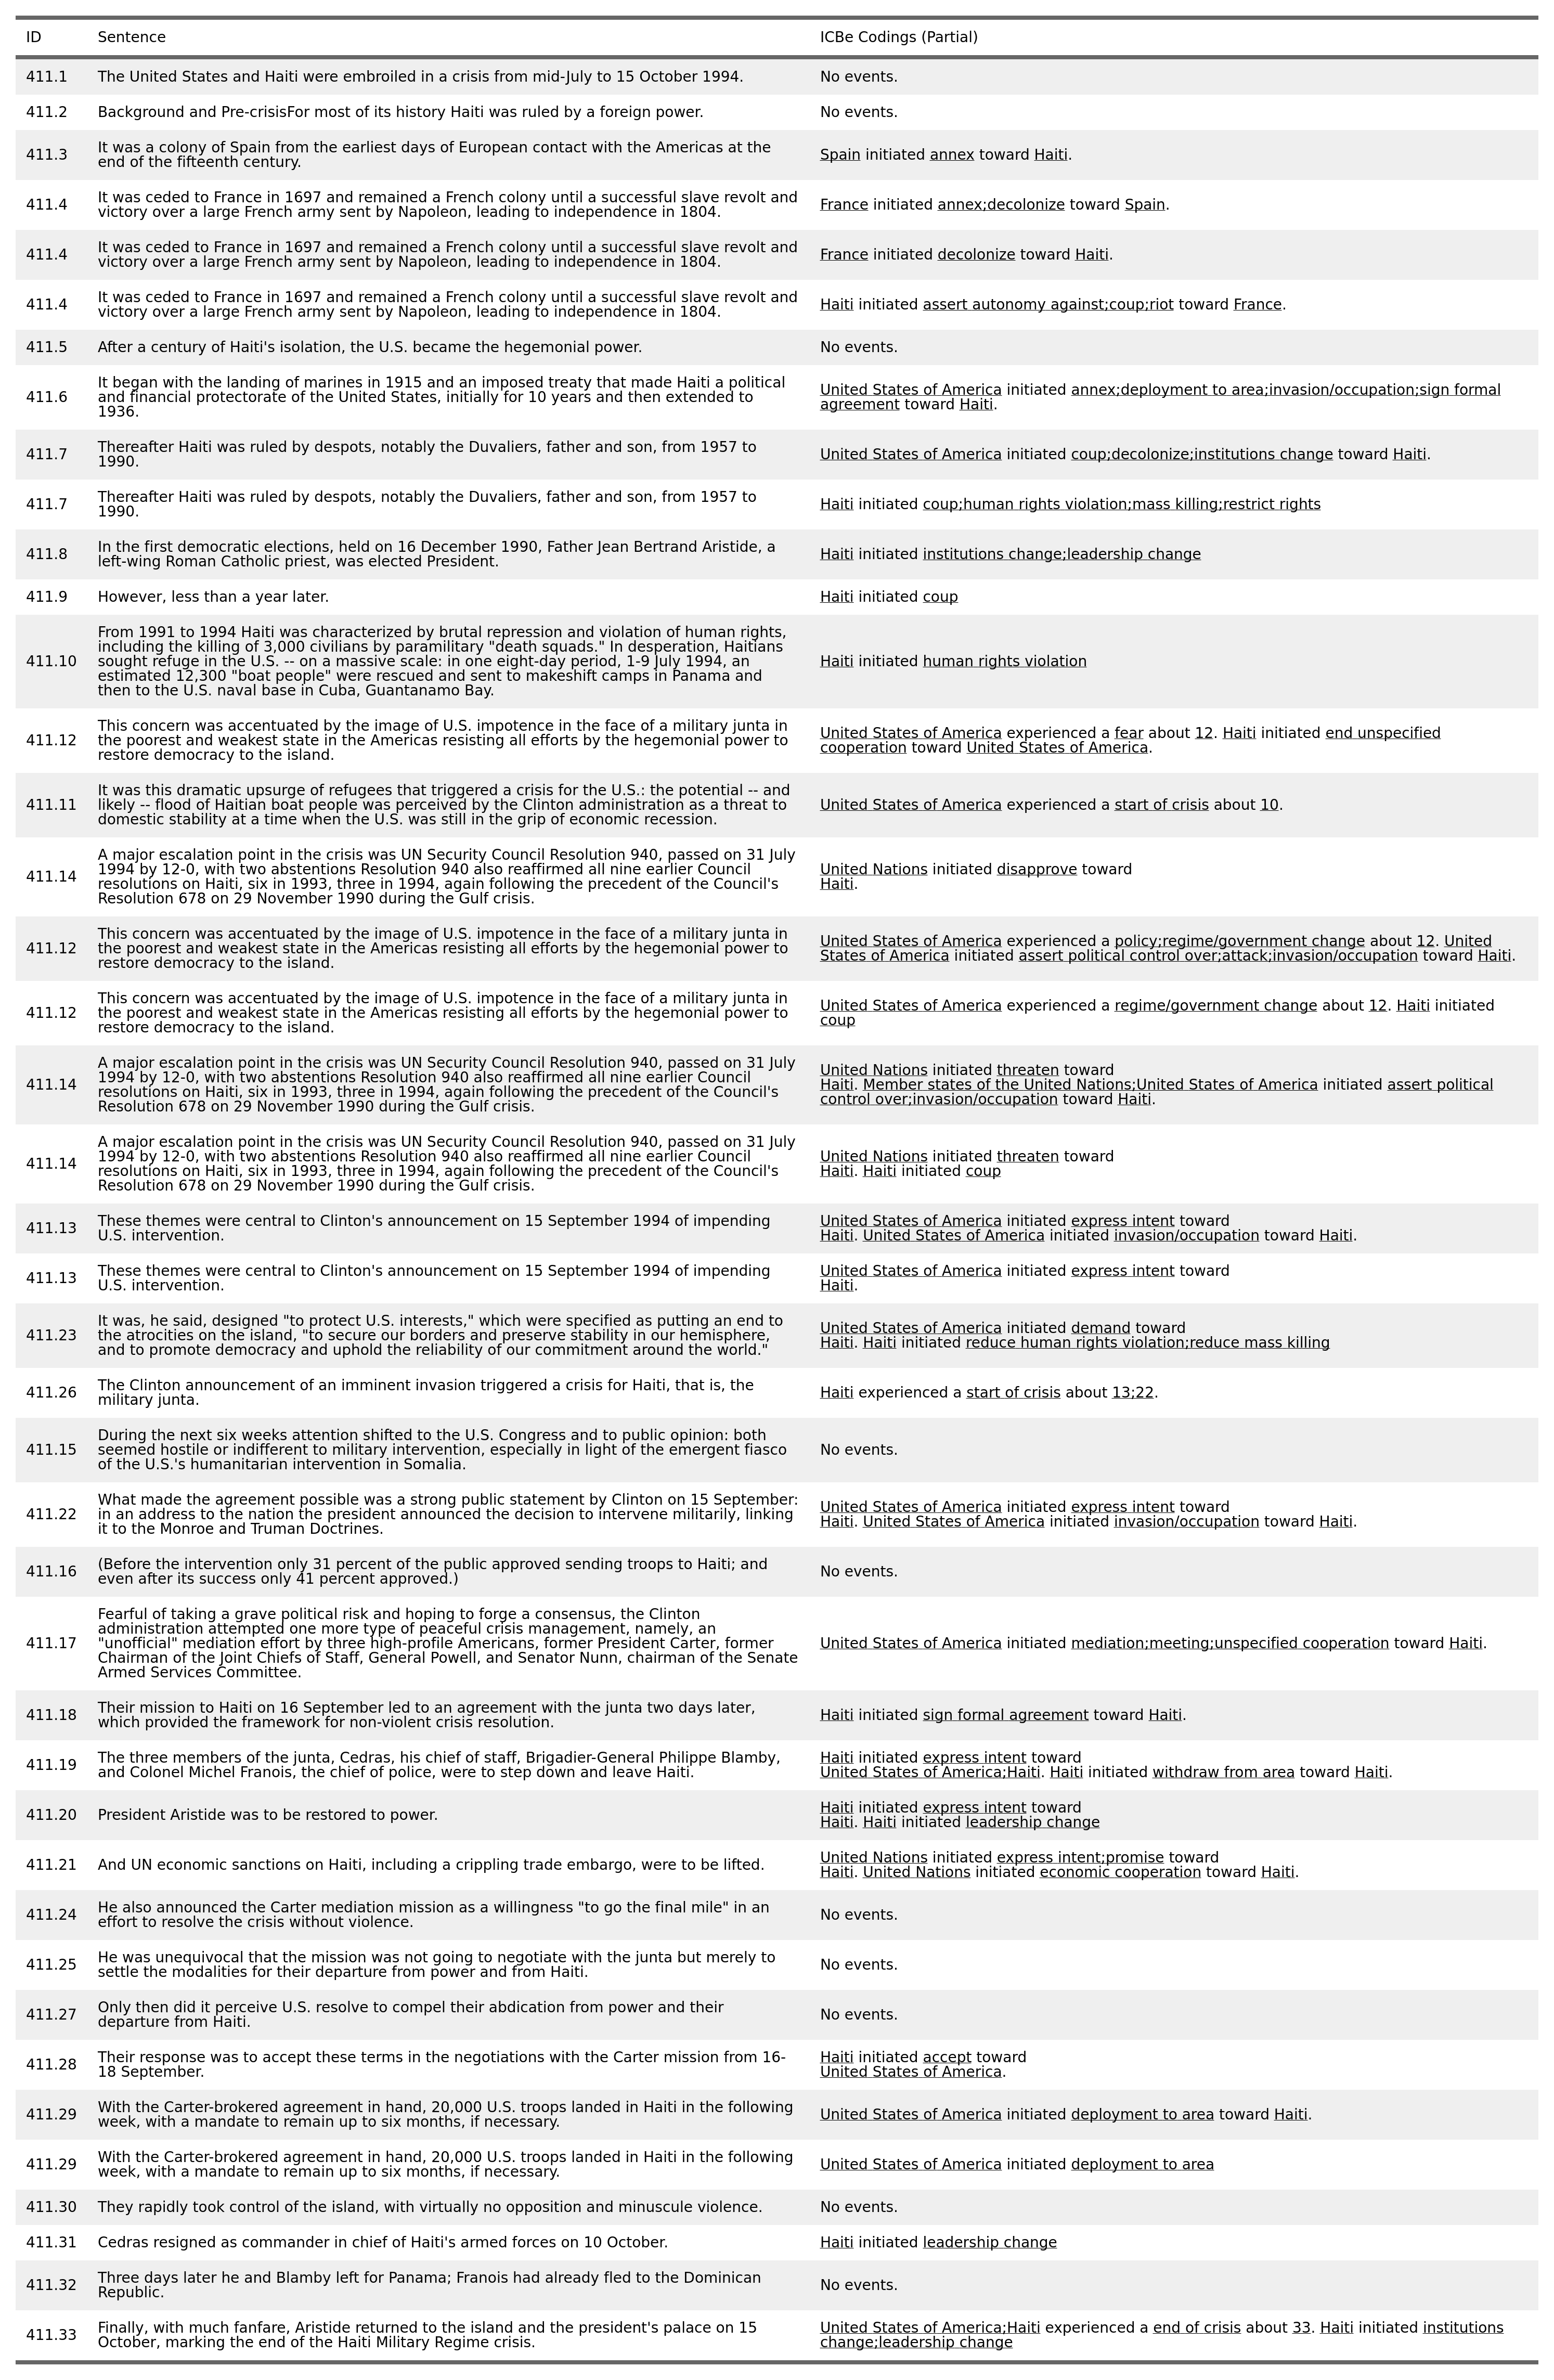 ID Sentence ICBe Codings (Partial)
411.1 The United States and Haiti were embroiled in a crisis from mid-July to 15 October 1994. No events.
411.2 Background and Pre-crisisFor most of its history Haiti was ruled by a foreign power. No events.
It was a colony of Spain from the earliest days of European contact with the Americas at the
411.3 Spain initiated annex toward Haiti.
end of the fifteenth century.
It was ceded to France in 1697 and remained a French colony until a successful slave revolt and
411.4 France initiated annex;decolonize toward Spain.
victory over a large French army sent by Napoleon, leading to independence in 1804.
It was ceded to France in 1697 and remained a French colony until a successful slave revolt and
411.4 France initiated decolonize toward Haiti.
victory over a large French army sent by Napoleon, leading to independence in 1804.
It was ceded to France in 1697 and remained a French colony until a successful slave revolt and
411.4 Haiti initiated assert autonomy against;coup;riot toward France.
victory over a large French army sent by Napoleon, leading to independence in 1804.
411.5 After a century of Haiti's isolation, the U.S. became the hegemonial power. No events.
It began with the landing of marines in 1915 and an imposed treaty that made Haiti a political
United States of America initiated annex;deployment to area;invasion/occupation;sign formal
411.6 and financial protectorate of the United States, initially for 10 years and then extended to
agreement toward Haiti.
1936.
Thereafter Haiti was ruled by despots, notably the Duvaliers, father and son, from 1957 to
411.7 United States of America initiated coup;decolonize;institutions change toward Haiti.
1990.
Thereafter Haiti was ruled by despots, notably the Duvaliers, father and son, from 1957 to
411.7 Haiti initiated coup;human rights violation;mass killing;restrict rights
1990.
In the first democratic elections, held on 16 December 1990, Father Jean Bertrand Aristide, a
411.8 Haiti initiated institutions change;leadership change
left-wing Roman Catholic priest, was elected President.
411.9 However, less than a year later. Haiti initiated coup
From 1991 to 1994 Haiti was characterized by brutal repression and violation of human rights,
including the killing of 3,000 civilians by paramilitary "death squads." In desperation, Haitians
411.10 sought refuge in the U.S. -- on a massive scale: in one eight-day period, 1-9 July 1994, an Haiti initiated human rights violation
estimated 12,300 "boat people" were rescued and sent to makeshift camps in Panama and
then to the U.S. naval base in Cuba, Guantanamo Bay.
This concern was accentuated by the image of U.S. impotence in the face of a military junta in
United States of America experienced a fear about 12. Haiti initiated end unspecified
411.12 the poorest and weakest state in the Americas resisting all efforts by the hegemonial power to
cooperation toward United States of America.
restore democracy to the island.
It was this dramatic upsurge of refugees that triggered a crisis for the U.S.: the potential -- and
411.11 likely -- flood of Haitian boat people was perceived by the Clinton administration as a threat to United States of America experienced a start of crisis about 10.
domestic stability at a time when the U.S. was still in the grip of economic recession.
A major escalation point in the crisis was UN Security Council Resolution 940, passed on 31 July
1994 by 12-0, with two abstentions Resolution 940 also reaffirmed all nine earlier Council United Nations initiated disapprove toward
411.14 resolutions on Haiti, six in 1993, three in 1994, again following the precedent of the Council's Haiti.
Resolution 678 on 29 November 1990 during the Gulf crisis.
This concern was accentuated by the image of U.S. impotence in the face of a military junta in
United States of America experienced a policy;regime/government change about 12. United
411.12 the poorest and weakest state in the Americas resisting all efforts by the hegemonial power to
States of America initiated assert political control over;attack;invasion/occupation toward Haiti.
restore democracy to the island.
This concern was accentuated by the image of U.S. impotence in the face of a military junta in
United States of America experienced a regime/government change about 12. Haiti initiated
411.12 the poorest and weakest state in the Americas resisting all efforts by the hegemonial power to
coup
restore democracy to the island.
A major escalation point in the crisis was UN Security Council Resolution 940, passed on 31 July
United Nations initiated threaten toward
1994 by 12-0, with two abstentions Resolution 940 also reaffirmed all nine earlier Council
411.14 Haiti. Member states of the United Nations;United States of America initiated assert political
resolutions on Haiti, six in 1993, three in 1994, again following the precedent of the Council's
control over;invasion/occupation toward Haiti.
Resolution 678 on 29 November 1990 during the Gulf crisis.
A major escalation point in the crisis was UN Security Council Resolution 940, passed on 31 July
1994 by 12-0, with two abstentions Resolution 940 also reaffirmed all nine earlier Council United Nations initiated threaten toward
411.14 resolutions on Haiti, six in 1993, three in 1994, again following the precedent of the Council's Haiti. Haiti initiated coup
Resolution 678 on 29 November 1990 during the Gulf crisis.
These themes were central to Clinton's announcement on 15 September 1994 of impending United States of America initiated express intent toward
411.13 U.S. intervention. Haiti. United States of America initiated invasion/occupation toward Haiti.
These themes were central to Clinton's announcement on 15 September 1994 of impending United States of America initiated express intent toward
411.13 U.S. intervention. Haiti.
It was, he said, designed "to protect U.S. interests," which were specified as putting an end to
United States of America initiated demand toward
411.23 the atrocities on the island, "to secure our borders and preserve stability in our hemisphere,
Haiti. Haiti initiated reduce human rights violation;reduce mass killing
and to promote democracy and uphold the reliability of our commitment around the world."
The Clinton announcement of an imminent invasion triggered a crisis for Haiti, that is, the
411.26 Haiti experienced a start of crisis about 13;22.
military junta.
During the next six weeks attention shifted to the U.S. Congress and to public opinion: both
411.15 seemed hostile or indifferent to military intervention, especially in light of the emergent fiasco No events.
of the U.S.'s humanitarian intervention in Somalia.
What made the agreement possible was a strong public statement by Clinton on 15 September:
United States of America initiated express intent toward
411.22 in an address to the nation the president announced the decision to intervene militarily, linking
Haiti. United States of America initiated invasion/occupation toward Haiti.
it to the Monroe and Truman Doctrines.
(Before the intervention only 31 percent of the public approved sending troops to Haiti; and
411.16 No events.
even after its success only 41 percent approved.)
Fearful of taking a grave political risk and hoping to forge a consensus, the Clinton
administration attempted one more type of peaceful crisis management, namely, an
411.17 "unofficial" mediation effort by three high-profile Americans, former President Carter, former United States of America initiated mediation;meeting;unspecified cooperation toward Haiti.
Chairman of the Joint Chiefs of Staff, General Powell, and Senator Nunn, chairman of the Senate
Armed Services Committee.
Their mission to Haiti on 16 September led to an agreement with the junta two days later,
411.18 Haiti initiated sign formal agreement toward Haiti.
which provided the framework for non-violent crisis resolution.
The three members of the junta, Cedras, his chief of staff, Brigadier-General Philippe Blamby, Haiti initiated express intent toward
411.19 and Colonel Michel Franois, the chief of police, were to step down and leave Haiti. United States of America;Haiti. Haiti initiated withdraw from area toward Haiti.
Haiti initiated express intent toward
411.20 President Aristide was to be restored to power.
Haiti. Haiti initiated leadership change
United Nations initiated express intent;promise toward
411.21 And UN economic sanctions on Haiti, including a crippling trade embargo, were to be lifted.
Haiti. United Nations initiated economic cooperation toward Haiti.
He also announced the Carter mediation mission as a willingness "to go the final mile" in an
411.24 No events.
effort to resolve the crisis without violence.
He was unequivocal that the mission was not going to negotiate with the junta but merely to
411.25 No events.
settle the modalities for their departure from power and from Haiti.
Only then did it perceive U.S. resolve to compel their abdication from power and their
411.27 No events.
departure from Haiti.
Their response was to accept these terms in the negotiations with the Carter mission from 16- Haiti initiated accept toward
411.28 18 September. United States of America.
With the Carter-brokered agreement in hand, 20,000 U.S. troops landed in Haiti in the following
411.29 United States of America initiated deployment to area toward Haiti.
week, with a mandate to remain up to six months, if necessary.
With the Carter-brokered agreement in hand, 20,000 U.S. troops landed in Haiti in the following
411.29 United States of America initiated deployment to area
week, with a mandate to remain up to six months, if necessary.
411.30 They rapidly took control of the island, with virtually no opposition and minuscule violence. No events.
411.31 Cedras resigned as commander in chief of Haiti's armed forces on 10 October. Haiti initiated leadership change
Three days later he and Blamby left for Panama; Franois had already fled to the Dominican
411.32 No events.
Republic.
Finally, with much fanfare, Aristide returned to the island and the president's palace on 15 United States of America;Haiti experienced a end of crisis about 33. Haiti initiated institutions
411.33 October, marking the end of the Haiti Military Regime crisis. change;leadership change